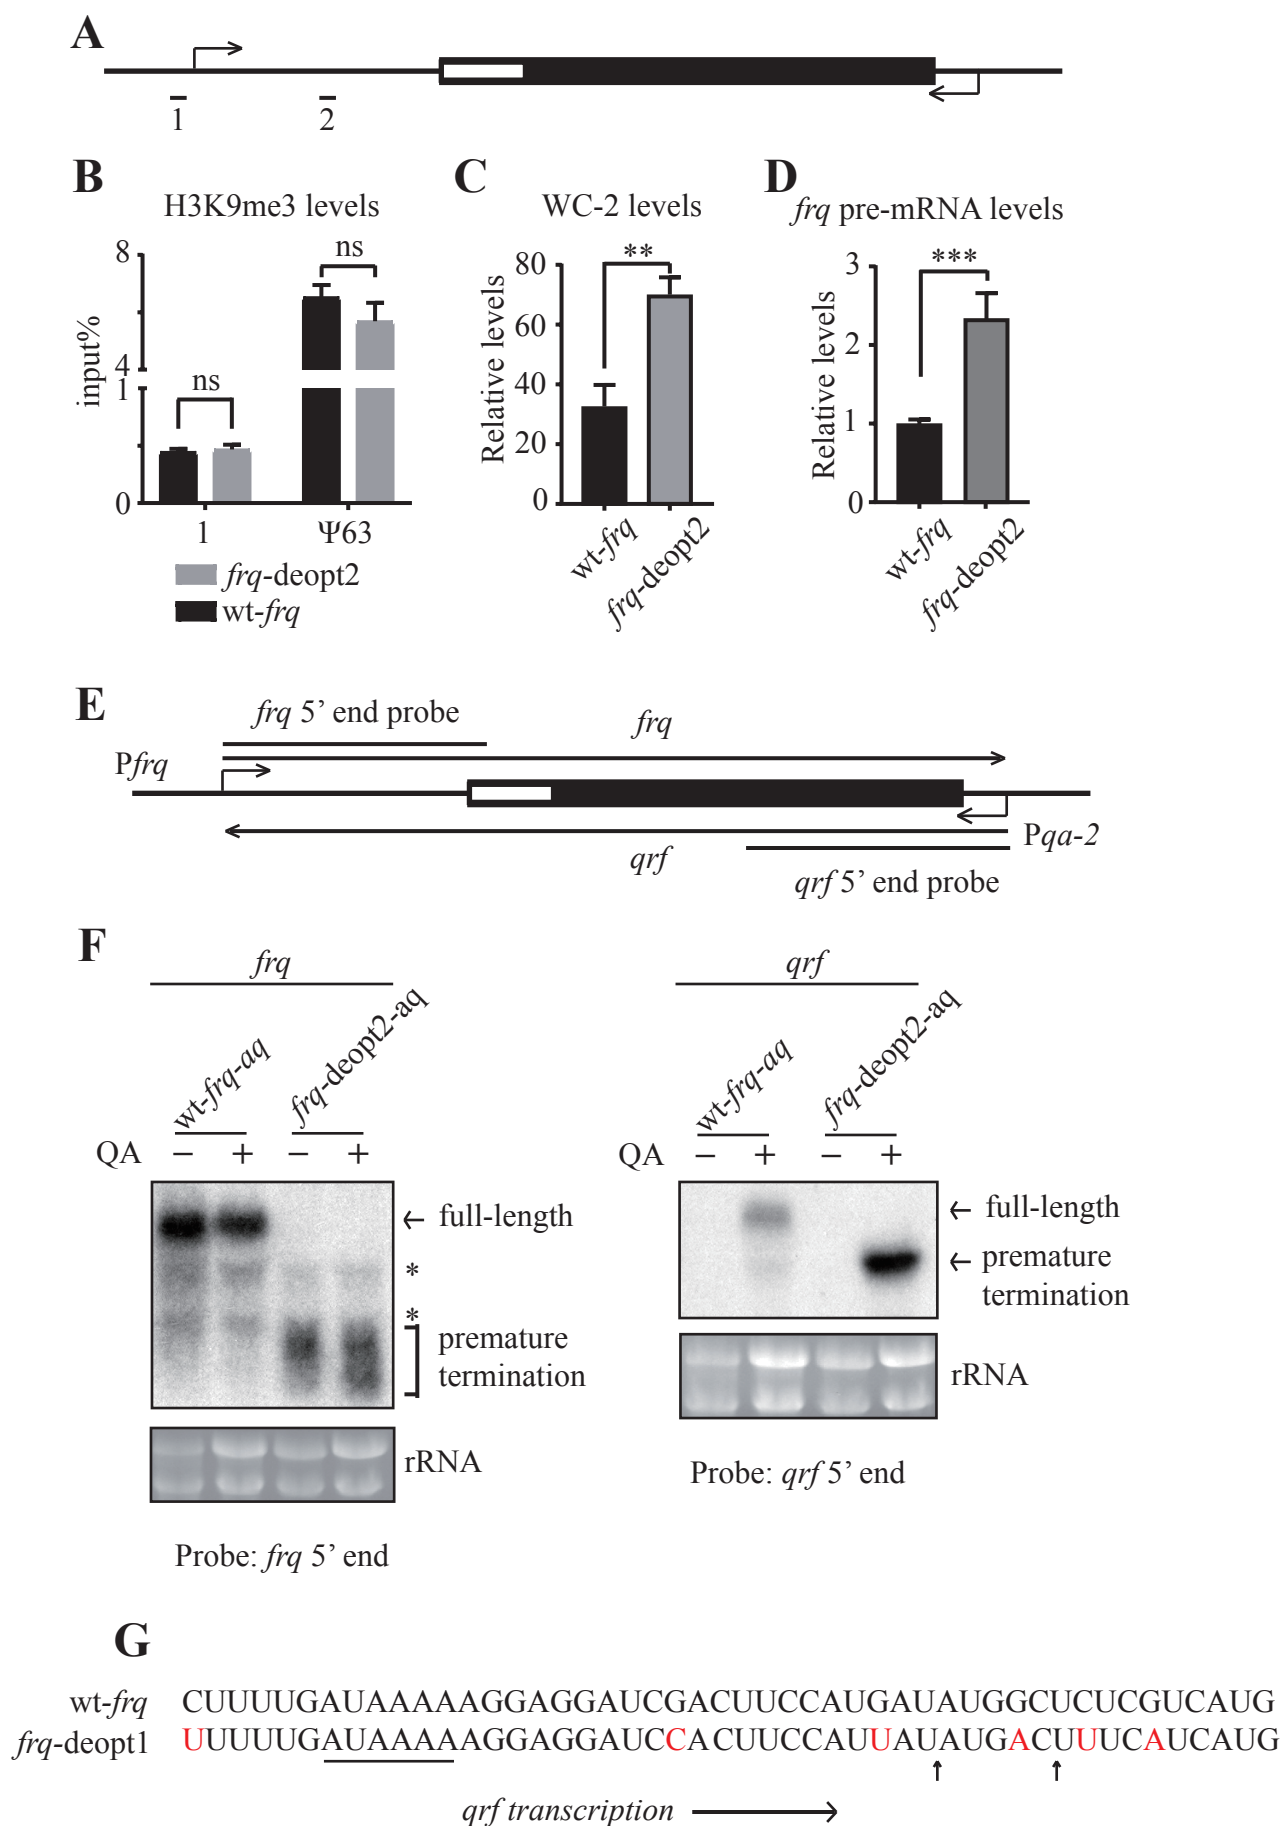 A
1 2
B
H3K9me3 levels
8
4
1
0
input%
ns
ns
1 Ψ63
frq-deopt2
wt-frq
C
WC-2 levels
**
80
60
40
20
0
Relative levels
wt-frq
frq-deopt2
D
frq pre-mRNA levels
***
3
2
1
0
Relative levels
wt-frq
frq-deopt2
E
frq 5’ end probe
frq
Pfrq
Pqa-2
qrf
qrf 5’ end probe
F
frq
wt-frq-aq
frq-deopt2-aq
QA − + − +
full-length
*
*
premature
termination
rRNA
Probe: frq 5’ end
qrf
wt-frq-aq
frq-deopt2-aq
QA − + − +
full-length
premature
termination
rRNA
Probe: qrf 5’ end
G
wt-frq CUUUUGAUAAAAAGGAGGAUCGACUUCCAUGAUAUGGCUCUCGUCAUG
frq-deopt1 UUUUUGAUAAAAAGGAGGAUCCACUUCCAUUAUAUGACUUUCAUCAUG
qrf transcription